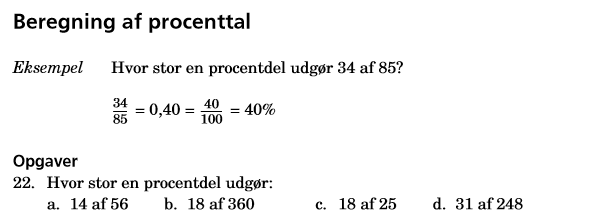 Beregning af procenttal
Eksempel Hvor stor en procentdel udgør 34 af 85?
34/85 = 0,40 = 40/100 = 40%
Opgaver
22. Hvor stor en procentdel udgør:
a. 14 af 56 b. 18 af 360 c. 18 af 25 d. 31 af 248